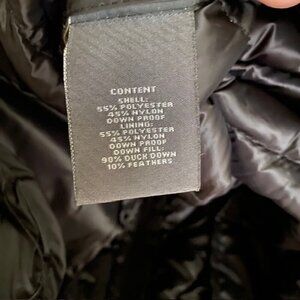 CONTENT
SHELL:
55% POLYESTER
45% NYLON
DOWN PROOF
LINING:
55% POLYESTER
45% NYLON
DOWN PROOF
DOWN FILL:
90% DUCK DOWN
10% FEATHERS